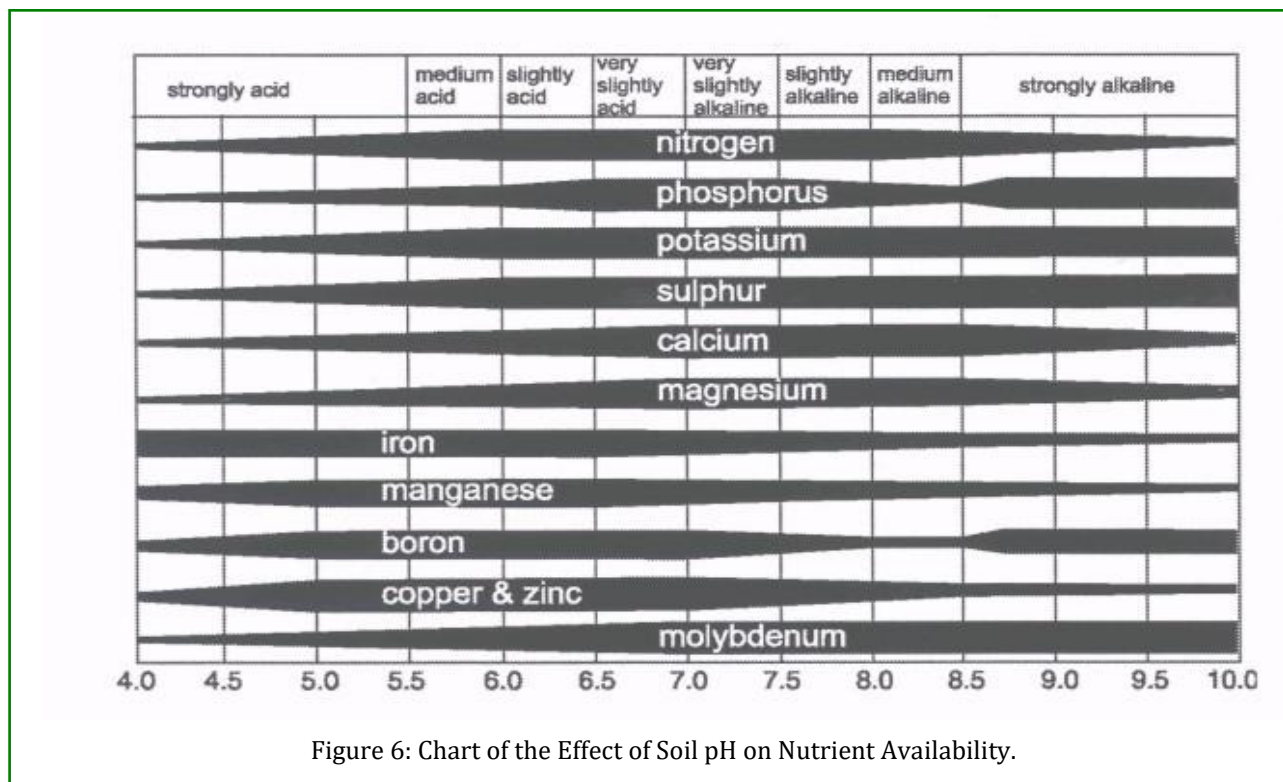 strongly acid
medium
acid
slightly
acid
very
slightly
acid
very
slightly
alkaline
slightly
alkaline
medium
alkaline
strongly alkaline
nitrogen
phosphorus
potassium
sulphur
calcium
magnesium
iron
manganese
boron
copper & zinc
molybdenum
4.0 4.5 5.0 5.5 6.0 6.5 7.0 7.5 8.0 8.5 9.0 9.5 10.0
Figure 6: Chart of the Effect of Soil pH on Nutrient Availability.